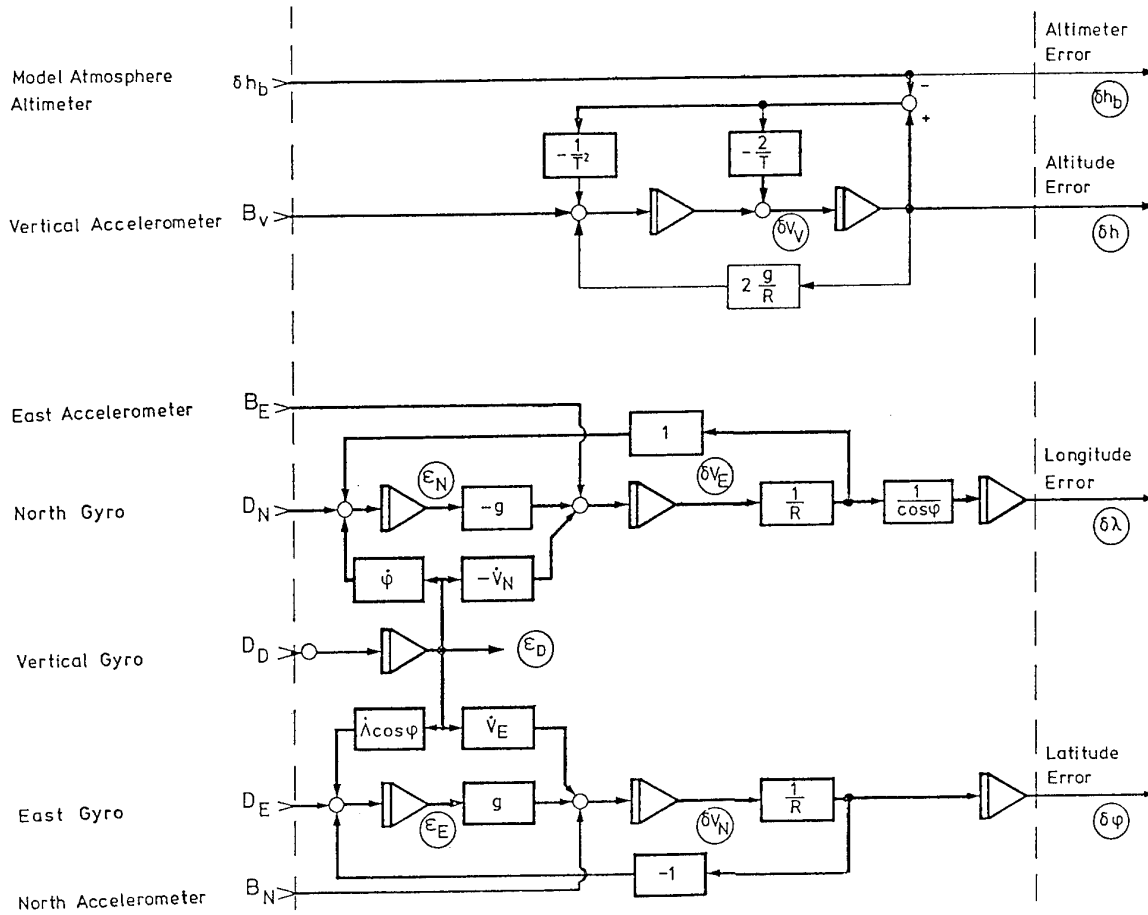 Altimeter
Error
Model Atmosphere
Altimeter
δh_b
-
δh_b
+
-1/T²
-2/T
Altitude
Error
Vertical Accelerometer
B_V
δV_V
δh
2 g/R
East Accelerometer
B_E
1
Longitude
Error
ε_N
δV_E
North Gyro
D_N
-g
1/R
1/cosφ
δλ
φ̇
-V̇_N
Vertical Gyro
D_D
ε_D
Λ̇cosφ
V̇_E
Latitude
Error
East Gyro
D_E
g
1/R
ε_E
δV_N
δφ
-1
North Accelerometer
B_N